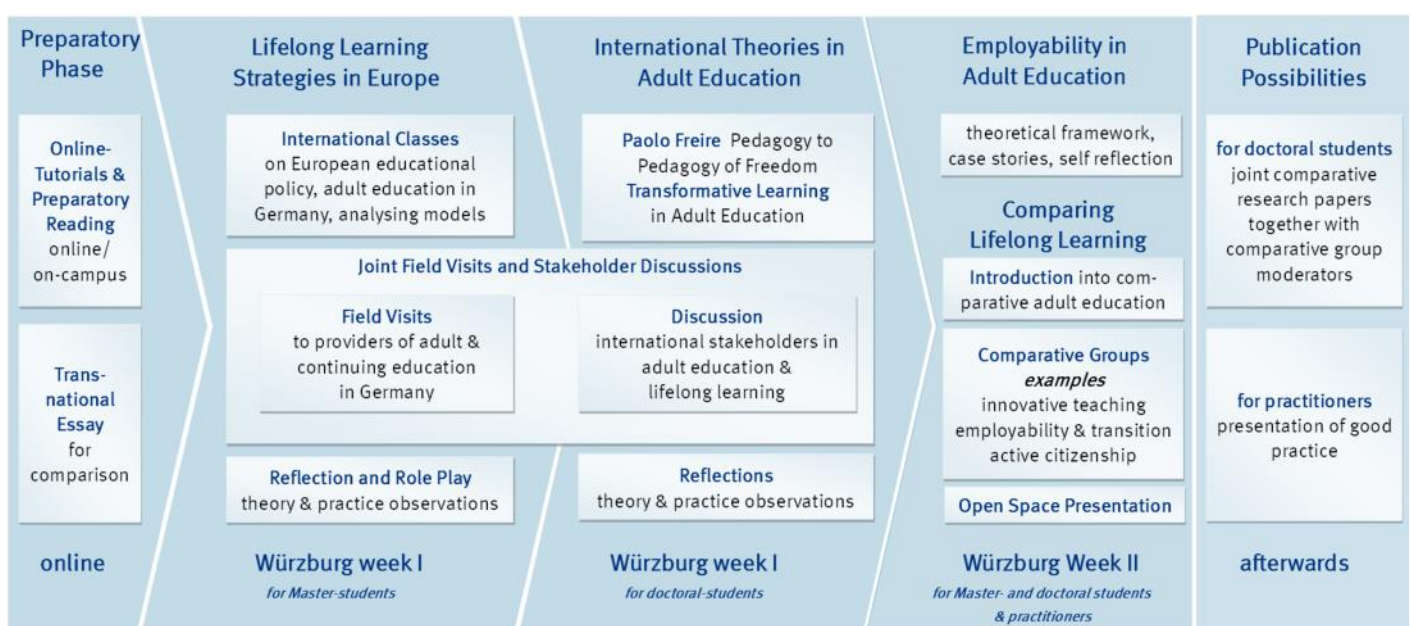 Preparatory
Phase
Online-
Tutorials &
Preparatory
Reading
online/
on-campus
Trans-
national
Essay
for
comparison
online
Lifelong Learning
Strategies in Europe
International Classes
on European educational
policy, adult education in
Germany, analysing models
International Theories in
Adult Education
Paolo Freire Pedagogy to
Pedagogy of Freedom
Transformative Learning
in Adult Education
Joint Field Visits and Stakeholder Discussions
Field Visits
to providers of adult &
continuing education
in Germany
Discussion
international stakeholders in
adult education &
lifelong learning
Reflection and Role Play
theory & practice observations
Würzburg week I
for Master-students
Reflections
theory & practice observations
Würzburg week I
for doctoral-students
Employability in
Adult Education
theoretical framework,
case stories, self reflection
Comparing
Lifelong Learning
Introduction into com-
parative adult education
Comparative Groups
examples
innovative teaching
employability & transition
active citizenship
Open Space Presentation
Würzburg Week II
for Master- and doctoral students
& practitioners
Publication
Possibilities
for doctoral students
joint comparative
research papers
together with
comparative group
moderators
for practitioners
presentation of good
practice
afterwards